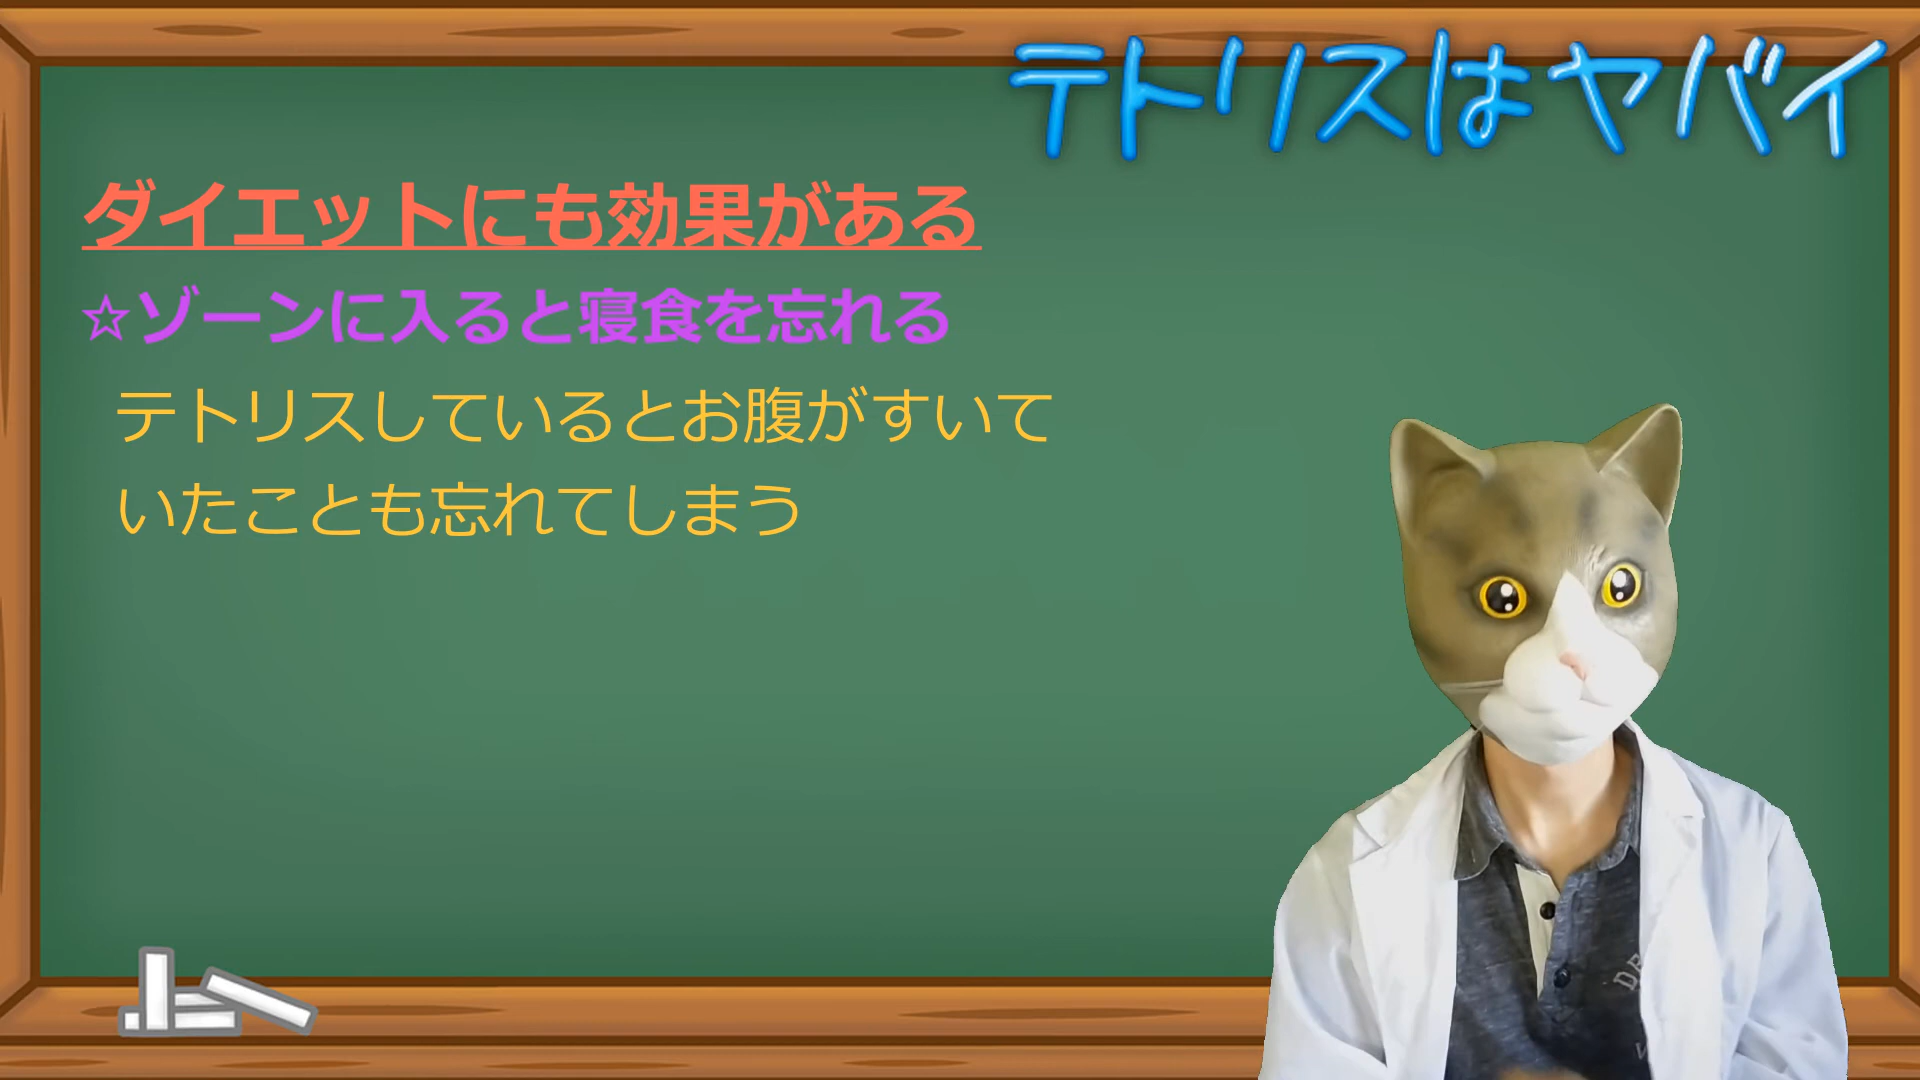 テトリスはヤバイ
ダイエットにも効果がある
☆ゾーンに入ると寝食を忘れる
テトリスしているとお腹がすいて
いたことも忘れてしまう